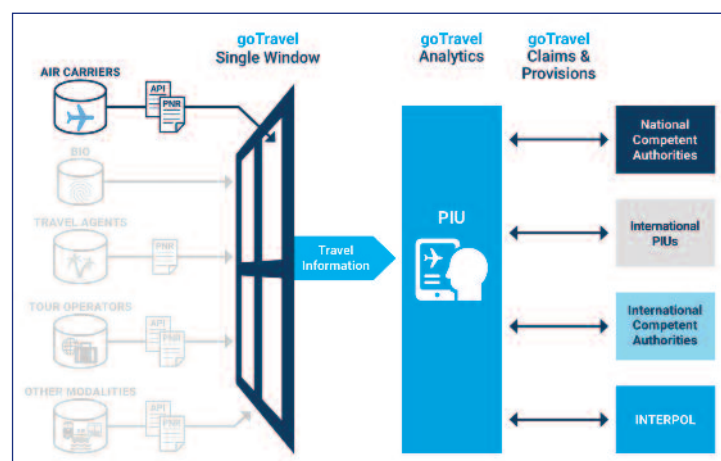 goTravel
Single Window
goTravel
Analytics
goTravel
Claims &
Provisions
AIR CARRIERS
API
PNR
BIO
TRAVEL AGENTS
PNR
TOUR OPERATORS
API
PNR
OTHER MODALITIES
API
PNR
Travel
Information
PIU
National
Competent
Authorities
International
PIUs
International
Competent
Authorities
INTERPOL